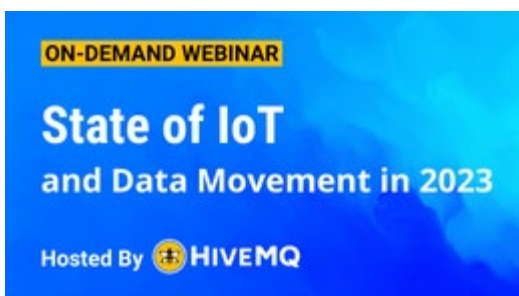 ON-DEMAND WEBINAR
State of IoT
and Data Movement in 2023
Hosted By HIVEMQ